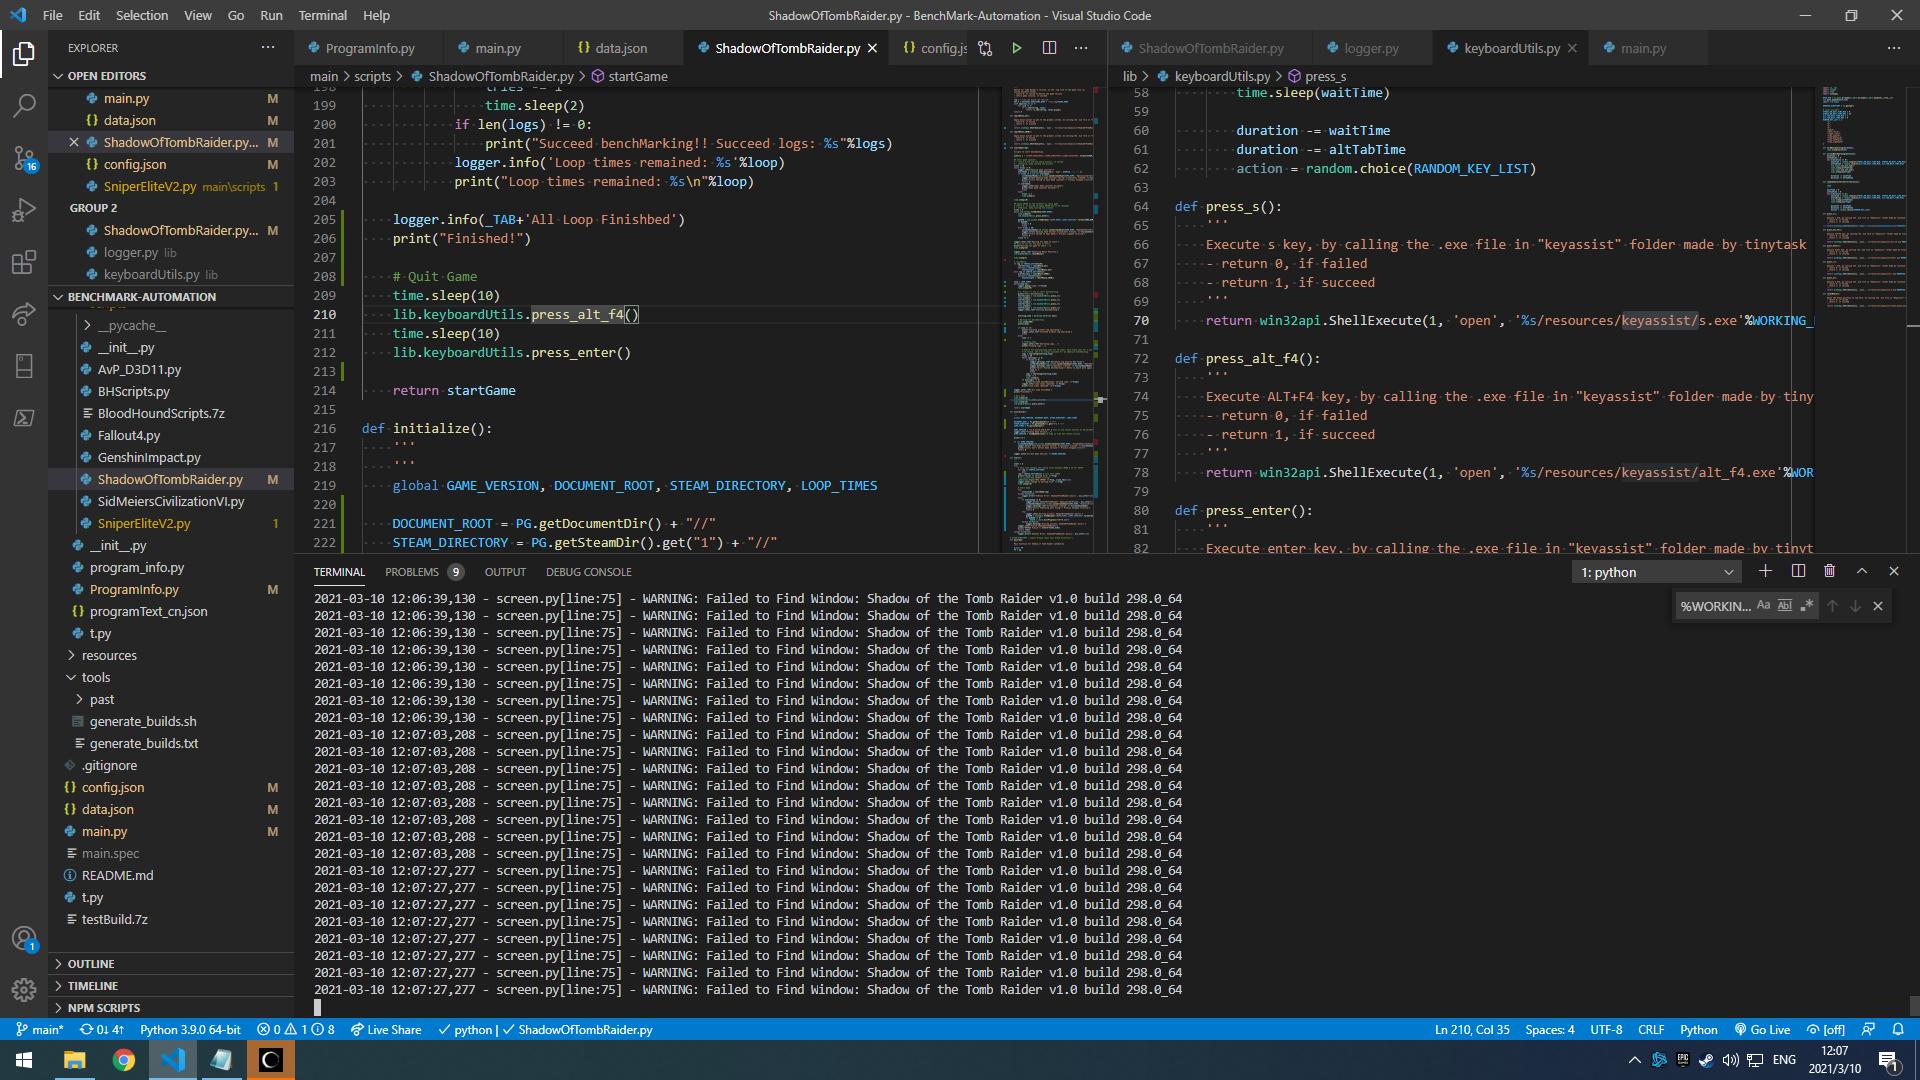 File Edit Selection View Go Run Terminal Help
ShadowOfTombRaider.py - BenchMark-Automation - Visual Studio Code
EXPLORER
OPEN EDITORS
main.py M
data.json M
ShadowOfTombRaider.py... M
config.json M
SniperEliteV2.py main\scripts 1
GROUP 2
ShadowOfTombRaider.py... M
logger.py lib
keyboardUtils.py lib
BENCHMARK-AUTOMATION
__pycache__
__init__.py
AvP_D3D11.py
BHScripts.py
BloodHoundScripts.7z
Fallout4.py
GenshinImpact.py
ShadowOfTombRaider.py M
SidMeiersCivilizationVI.py
SniperEliteV2.py 1
__init__.py
program_info.py
ProgramInfo.py M
programText_cn.json
t.py
resources
tools
past
generate_builds.sh
generate_builds.txt
.gitignore
config.json M
data.json M
main.py M
main.spec
README.md
t.py
testBuild.7z
OUTLINE
TIMELINE
NPM SCRIPTS
ProgramInfo.py main.py data.json ShadowOfTombRaider.py config.js
main > scripts > ShadowOfTombRaider.py > startGame
198 tries -= 1
199 time.sleep(2)
200 if len(logs) != 0:
201 print("Succeed benchMarking!! Succeed logs: %s"%logs)
202 logger.info('Loop times remained: %s'%loop)
203 print("Loop times remained: %s\n"%loop)
204
205 logger.info(_TAB+'All Loop Finishbed')
206 print("Finished!")
207
208 # Quit Game
209 time.sleep(10)
210 lib.keyboardUtils.press_alt_f4()
211 time.sleep(10)
212 lib.keyboardUtils.press_enter()
213
214 return startGame
215
216 def initialize():
217 '''
218 '''
219 global GAME_VERSION, DOCUMENT_ROOT, STEAM_DIRECTORY, LOOP_TIMES
220
221 DOCUMENT_ROOT = PG.getDocumentDir() + "//"
222 STEAM_DIRECTORY = PG.getSteamDir().get("1") + "//"
ShadowOfTombRaider.py logger.py keyboardUtils.py main.py
lib > keyboardUtils.py > press_s
58 time.sleep(waitTime)
59
60 duration -= waitTime
61 duration -= altTabTime
62 action = random.choice(RANDOM_KEY_LIST)
63
64 def press_s():
65 '''
66 Execute s key, by calling the .exe file in "keyassist" folder made by tinytask
67 - return 0, if failed
68 - return 1, if succeed
69 '''
70 return win32api.ShellExecute(1, 'open', '%s/resources/keyassist/s.exe'%WORKING_
71
72 def press_alt_f4():
73 '''
74 Execute ALT+F4 key, by calling the .exe file in "keyassist" folder made by tiny
75 - return 0, if failed
76 - return 1, if succeed
77 '''
78 return win32api.ShellExecute(1, 'open', '%s/resources/keyassist/alt_f4.exe'%WOR
79
80 def press_enter():
81 '''
82 Execute enter key, by calling the .exe file in "keyassist" folder made by tinyt
TERMINAL PROBLEMS 9 OUTPUT DEBUG CONSOLE
1: python
%WORKIN... Aa Abl .*
2021-03-10 12:06:39,130 - screen.py[line:75] - WARNING: Failed to Find Window: Shadow of the Tomb Raider v1.0 build 298.0_64
2021-03-10 12:06:39,130 - screen.py[line:75] - WARNING: Failed to Find Window: Shadow of the Tomb Raider v1.0 build 298.0_64
2021-03-10 12:06:39,130 - screen.py[line:75] - WARNING: Failed to Find Window: Shadow of the Tomb Raider v1.0 build 298.0_64
2021-03-10 12:06:39,130 - screen.py[line:75] - WARNING: Failed to Find Window: Shadow of the Tomb Raider v1.0 build 298.0_64
2021-03-10 12:06:39,130 - screen.py[line:75] - WARNING: Failed to Find Window: Shadow of the Tomb Raider v1.0 build 298.0_64
2021-03-10 12:06:39,130 - screen.py[line:75] - WARNING: Failed to Find Window: Shadow of the Tomb Raider v1.0 build 298.0_64
2021-03-10 12:06:39,130 - screen.py[line:75] - WARNING: Failed to Find Window: Shadow of the Tomb Raider v1.0 build 298.0_64
2021-03-10 12:06:39,130 - screen.py[line:75] - WARNING: Failed to Find Window: Shadow of the Tomb Raider v1.0 build 298.0_64
2021-03-10 12:07:03,208 - screen.py[line:75] - WARNING: Failed to Find Window: Shadow of the Tomb Raider v1.0 build 298.0_64
2021-03-10 12:07:03,208 - screen.py[line:75] - WARNING: Failed to Find Window: Shadow of the Tomb Raider v1.0 build 298.0_64
2021-03-10 12:07:03,208 - screen.py[line:75] - WARNING: Failed to Find Window: Shadow of the Tomb Raider v1.0 build 298.0_64
2021-03-10 12:07:03,208 - screen.py[line:75] - WARNING: Failed to Find Window: Shadow of the Tomb Raider v1.0 build 298.0_64
2021-03-10 12:07:03,208 - screen.py[line:75] - WARNING: Failed to Find Window: Shadow of the Tomb Raider v1.0 build 298.0_64
2021-03-10 12:07:03,208 - screen.py[line:75] - WARNING: Failed to Find Window: Shadow of the Tomb Raider v1.0 build 298.0_64
2021-03-10 12:07:03,208 - screen.py[line:75] - WARNING: Failed to Find Window: Shadow of the Tomb Raider v1.0 build 298.0_64
2021-03-10 12:07:03,208 - screen.py[line:75] - WARNING: Failed to Find Window: Shadow of the Tomb Raider v1.0 build 298.0_64
2021-03-10 12:07:27,277 - screen.py[line:75] - WARNING: Failed to Find Window: Shadow of the Tomb Raider v1.0 build 298.0_64
2021-03-10 12:07:27,277 - screen.py[line:75] - WARNING: Failed to Find Window: Shadow of the Tomb Raider v1.0 build 298.0_64
2021-03-10 12:07:27,277 - screen.py[line:75] - WARNING: Failed to Find Window: Shadow of the Tomb Raider v1.0 build 298.0_64
2021-03-10 12:07:27,277 - screen.py[line:75] - WARNING: Failed to Find Window: Shadow of the Tomb Raider v1.0 build 298.0_64
2021-03-10 12:07:27,277 - screen.py[line:75] - WARNING: Failed to Find Window: Shadow of the Tomb Raider v1.0 build 298.0_64
2021-03-10 12:07:27,277 - screen.py[line:75] - WARNING: Failed to Find Window: Shadow of the Tomb Raider v1.0 build 298.0_64
2021-03-10 12:07:27,277 - screen.py[line:75] - WARNING: Failed to Find Window: Shadow of the Tomb Raider v1.0 build 298.0_64
2021-03-10 12:07:27,277 - screen.py[line:75] - WARNING: Failed to Find Window: Shadow of the Tomb Raider v1.0 build 298.0_64
16
1
main* 0↓ 4↑ Python 3.9.0 64-bit 0 1 8 Live Share python | ShadowOfTombRaider.py
Ln 210, Col 35 Spaces: 4 UTF-8 CRLF Python Go Live [off]
EPIC ENG 12:07
2021/3/10 1